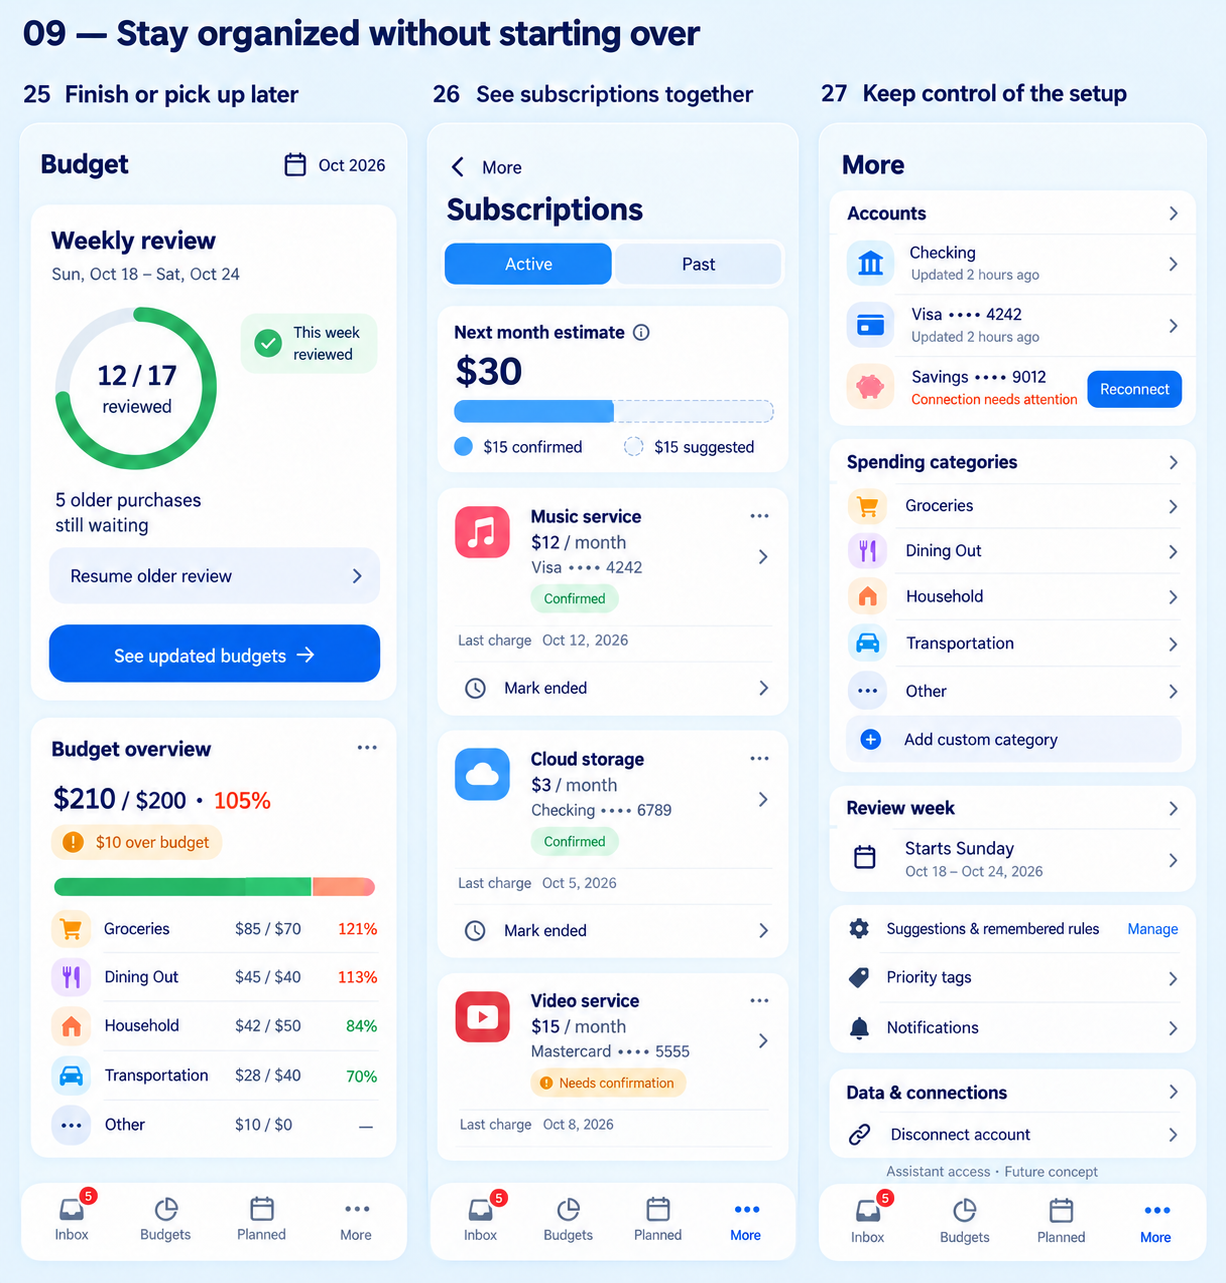 09 — Stay organized without starting over
25 Finish or pick up later
Budget
Oct 2026
Weekly review
Sun, Oct 18 – Sat, Oct 24
12 / 17
reviewed
This week
reviewed
5 older purchases
still waiting
Resume older review
See updated budgets →
Budget overview
$210 / $200 • 105%
$10 over budget
Groceries $85 / $70 121%
Dining Out $45 / $40 113%
Household $42 / $50 84%
Transportation $28 / $40 70%
Other $10 / $0 —
5
Inbox Budgets Planned More
26 See subscriptions together
More
Subscriptions
Active Past
Next month estimate
$30
$15 confirmed $15 suggested
Music service
$12 / month
Visa •••• 4242
Confirmed
Last charge Oct 12, 2026
Mark ended
Cloud storage
$3 / month
Checking •••• 6789
Confirmed
Last charge Oct 5, 2026
Mark ended
Video service
$15 / month
Mastercard •••• 5555
Needs confirmation
Last charge Oct 8, 2026
5
Inbox Budgets Planned More
27 Keep control of the setup
More
Accounts
Checking
Updated 2 hours ago
Visa •••• 4242
Updated 2 hours ago
Savings •••• 9012
Connection needs attention
Reconnect
Spending categories
Groceries
Dining Out
Household
Transportation
Other
Add custom category
Review week
Starts Sunday
Oct 18 – Oct 24, 2026
Suggestions & remembered rules Manage
Priority tags
Notifications
Data & connections
Disconnect account
Assistant access • Future concept
5
Inbox Budgets Planned More